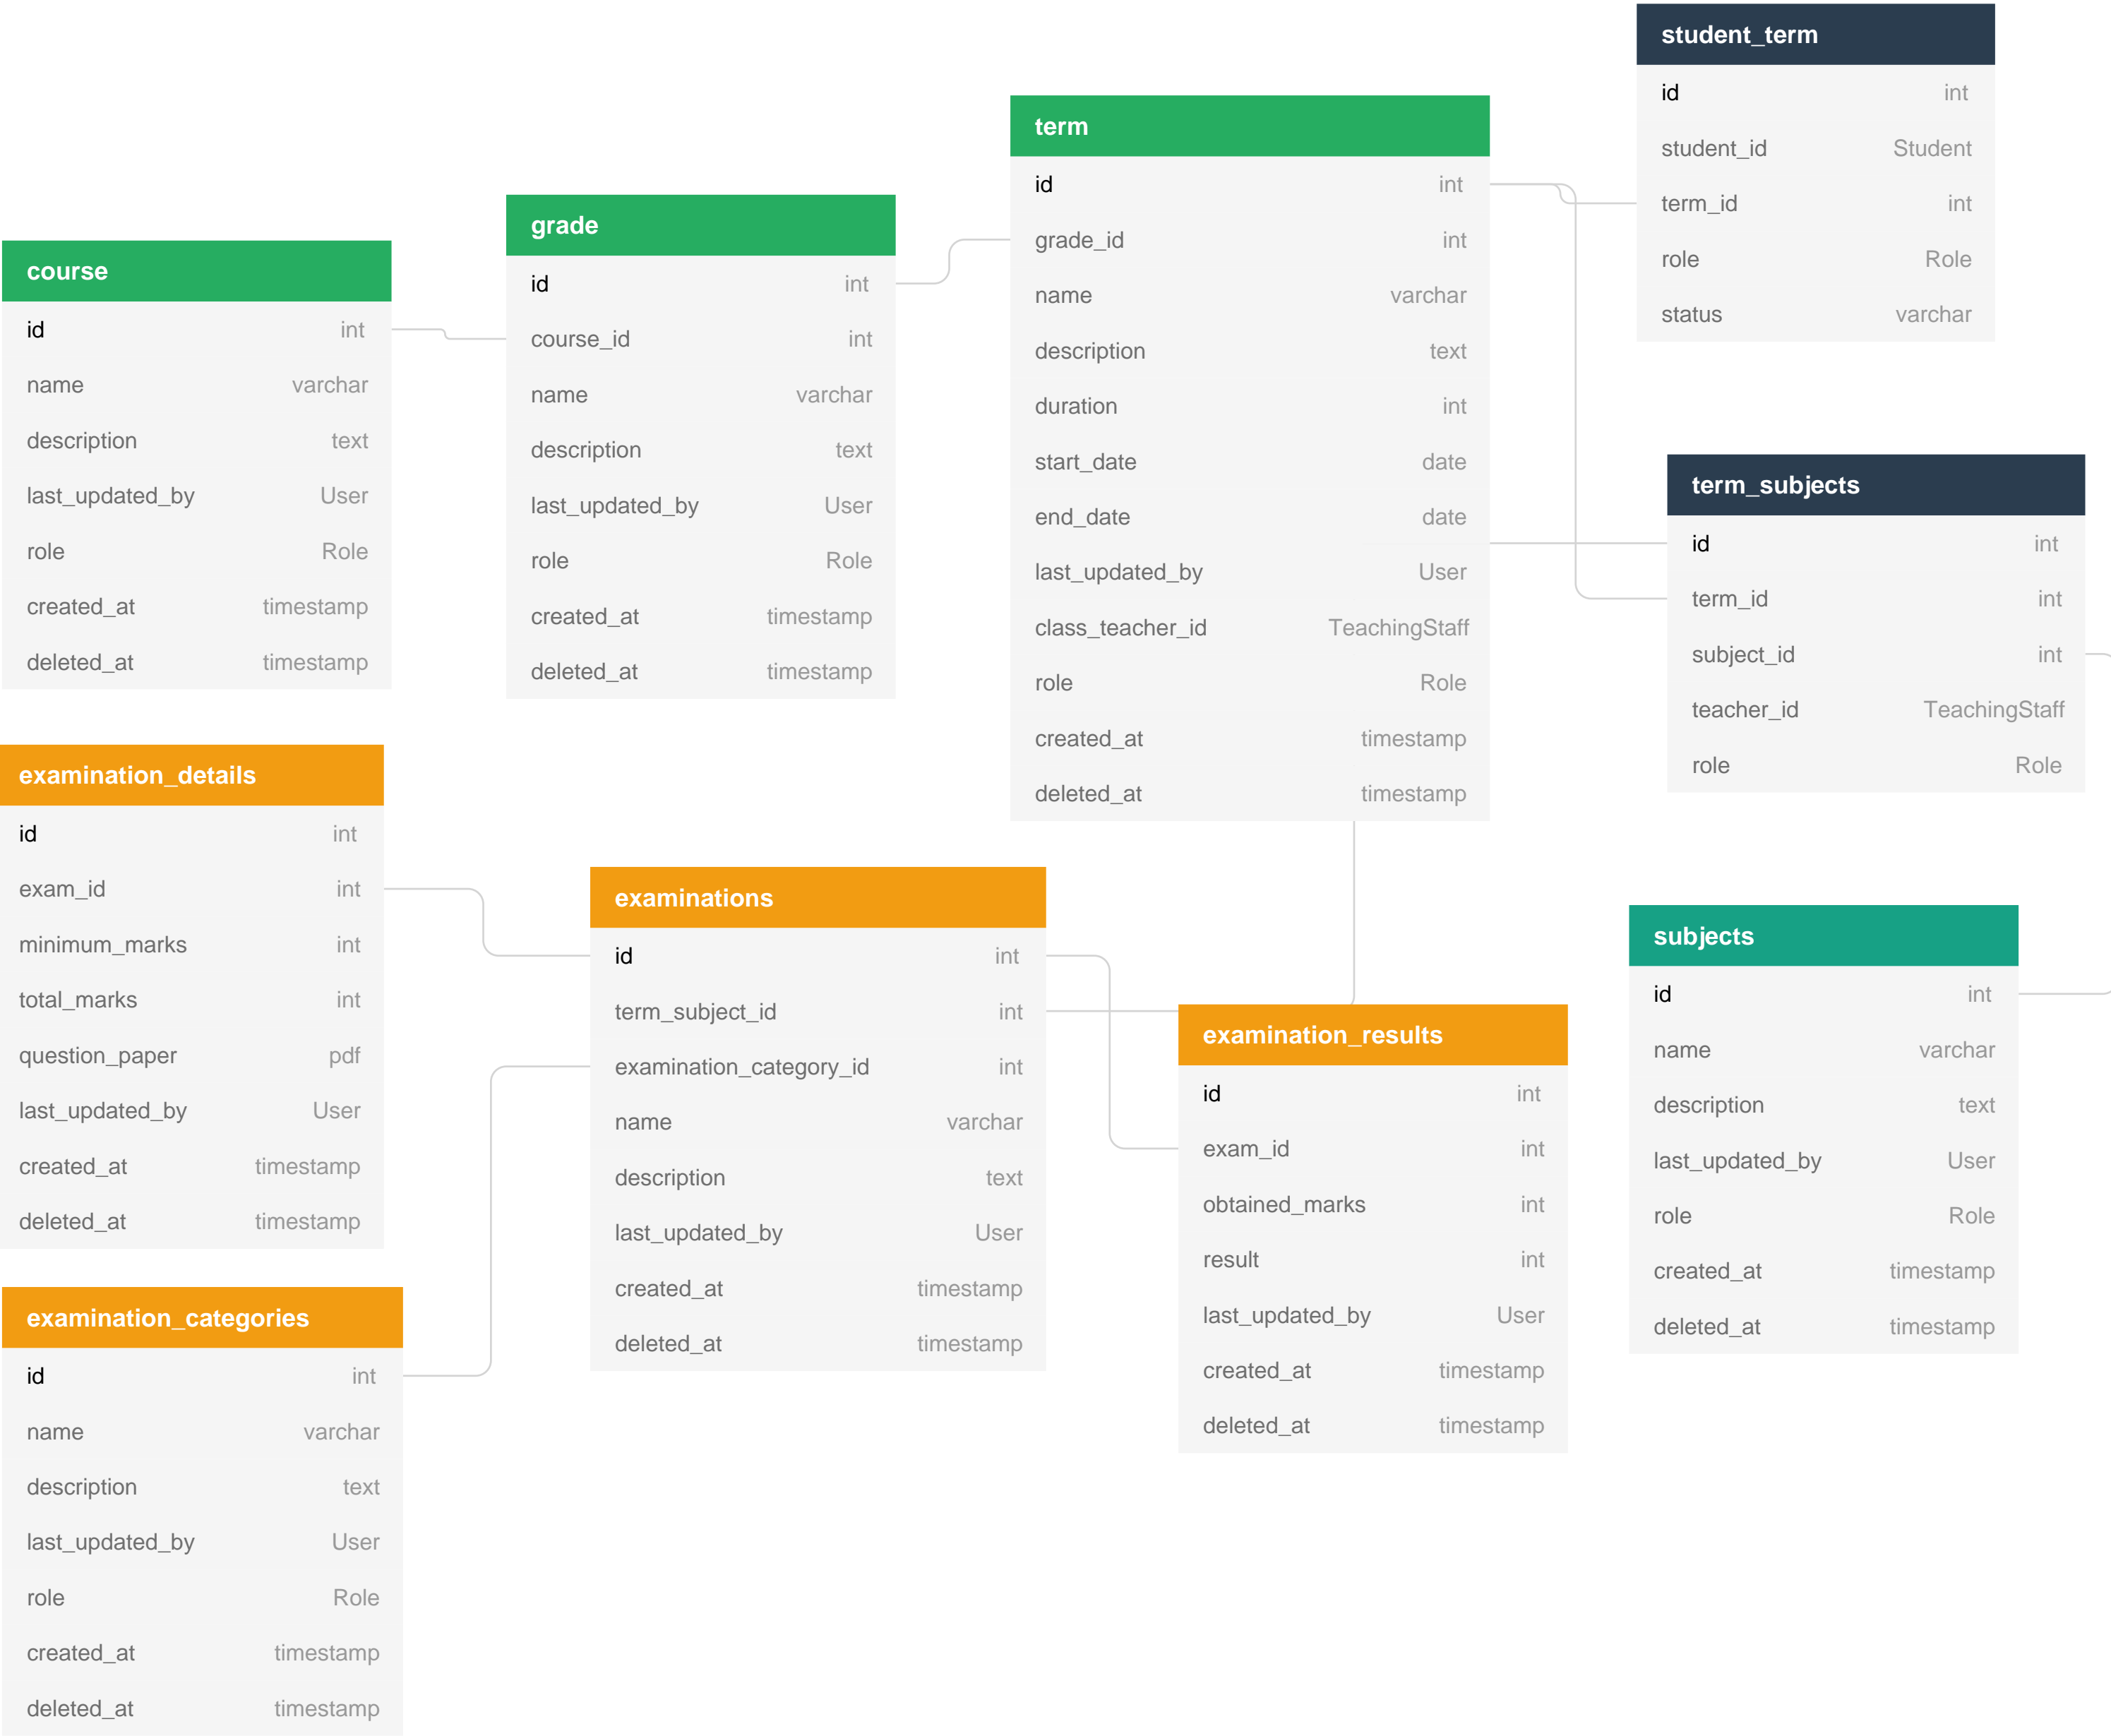 course
id int
name varchar
description text
last_updated_by User
role Role
created_at timestamp
deleted_at timestamp
grade
id int
course_id int
name varchar
description text
last_updated_by User
role Role
created_at timestamp
deleted_at timestamp
term
id int
grade_id int
name varchar
description text
duration int
start_date date
end_date date
last_updated_by User
class_teacher_id TeachingStaff
role Role
created_at timestamp
deleted_at timestamp
student_term
id int
student_id Student
term_id int
role Role
status varchar
term_subjects
id int
term_id int
subject_id int
teacher_id TeachingStaff
role Role
examination_details
id int
exam_id int
minimum_marks int
total_marks int
question_paper pdf
last_updated_by User
created_at timestamp
deleted_at timestamp
examinations
id int
term_subject_id int
examination_category_id int
name varchar
description text
last_updated_by User
created_at timestamp
deleted_at timestamp
examination_results
id int
exam_id int
obtained_marks int
result int
last_updated_by User
created_at timestamp
deleted_at timestamp
subjects
id int
name varchar
description text
last_updated_by User
role Role
created_at timestamp
deleted_at timestamp
examination_categories
id int
name varchar
description text
last_updated_by User
role Role
created_at timestamp
deleted_at timestamp